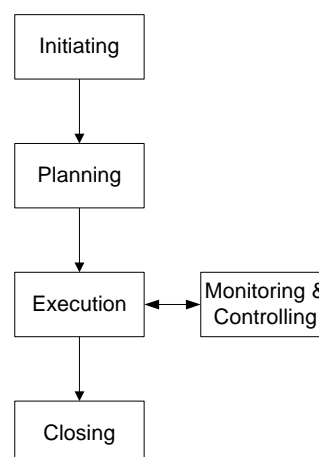 Initiating
Planning
Execution
Monitoring &
Controlling
Closing